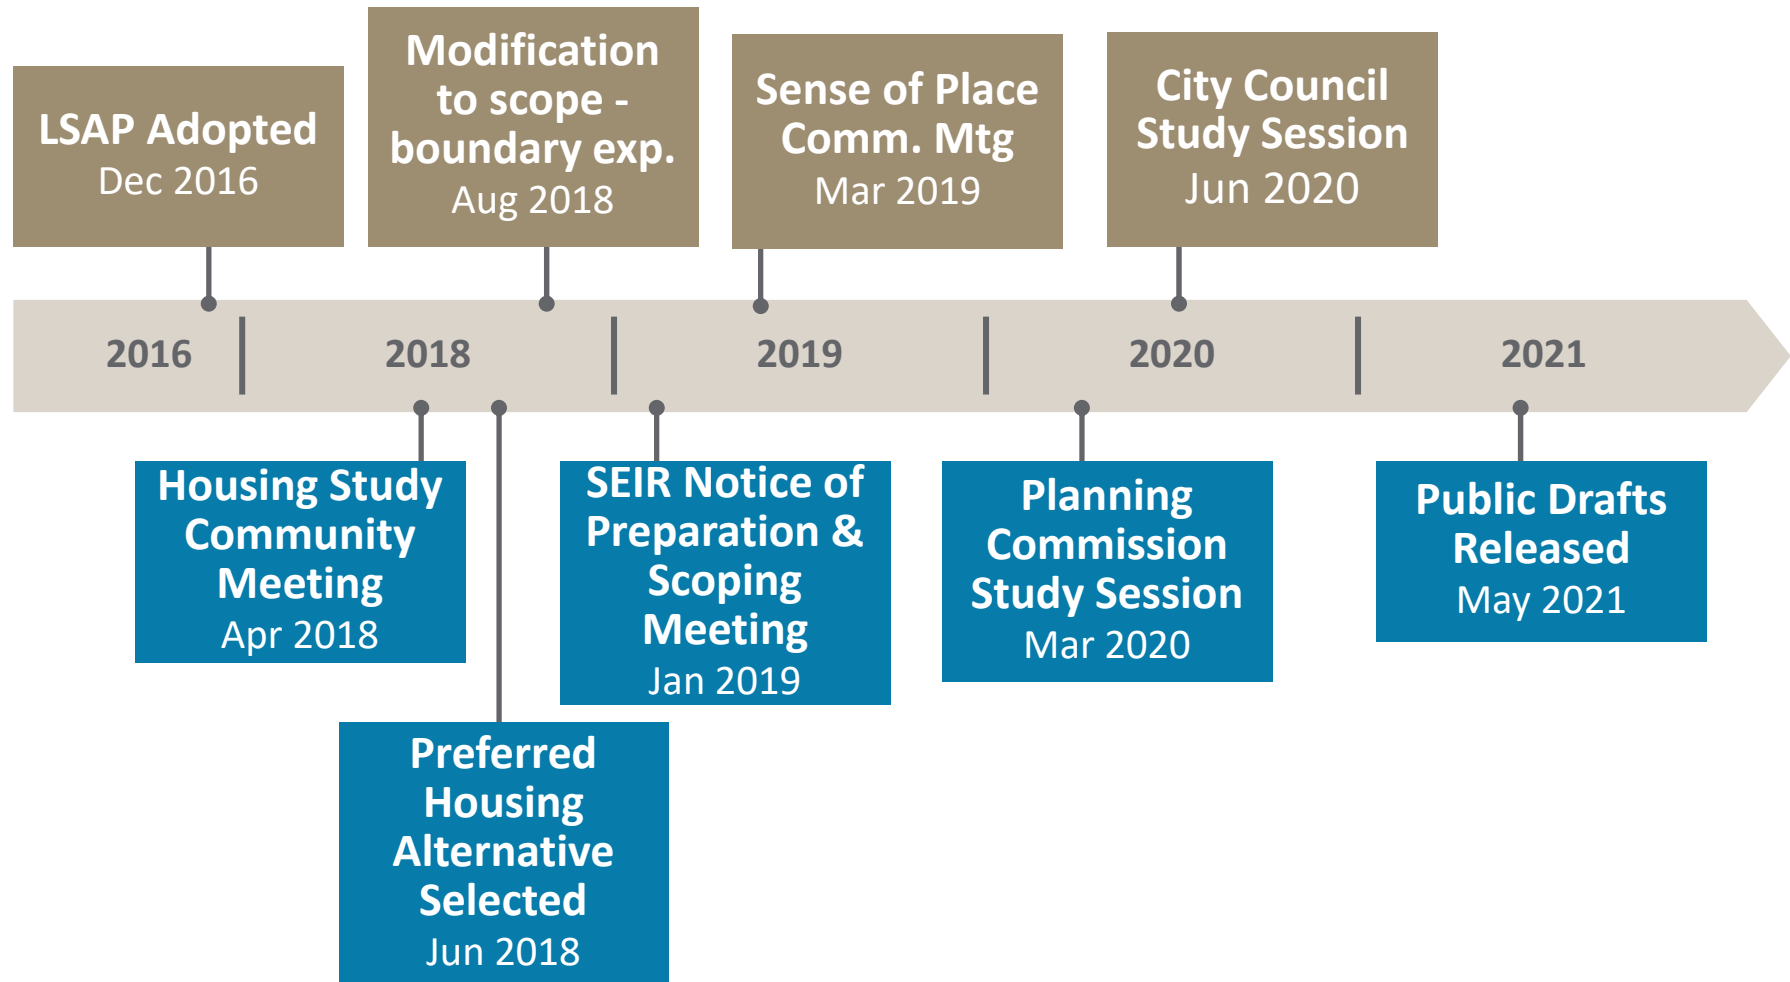 LSAP Adopted
Dec 2016
Modification
to scope -
boundary exp.
Aug 2018
Sense of Place
Comm. Mtg
Mar 2019
City Council
Study Session
Jun 2020
2016
2018
2019
2020
2021
Housing Study
Community
Meeting
Apr 2018
Preferred
Housing
Alternative
Selected
Jun 2018
SEIR Notice of
Preparation &
Scoping
Meeting
Jan 2019
Planning
Commission
Study Session
Mar 2020
Public Drafts
Released
May 2021